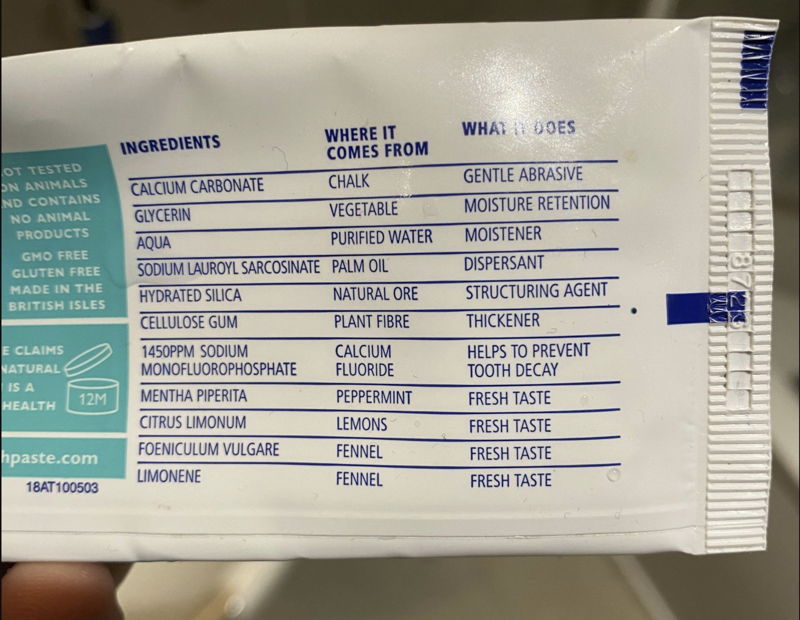 OT TESTED
ON ANIMALS
ND CONTAINS
NO ANIMAL
PRODUCTS
GMO FREE
GLUTEN FREE
MADE IN THE
BRITISH ISLES
E CLAIMS
NATURAL
IS A
HEALTH
12M
hpaste.com
18AT100503
INGREDIENTS WHERE IT COMES FROM WHAT IT DOES
CALCIUM CARBONATE CHALK GENTLE ABRASIVE
GLYCERIN VEGETABLE MOISTURE RETENTION
AQUA PURIFIED WATER MOISTENER
SODIUM LAUROYL SARCOSINATE PALM OIL DISPERSANT
HYDRATED SILICA NATURAL ORE STRUCTURING AGENT
CELLULOSE GUM PLANT FIBRE THICKENER
1450PPM SODIUM CALCIUM HELPS TO PREVENT
MONOFLUOROPHOSPHATE FLUORIDE TOOTH DECAY
MENTHA PIPERITA PEPPERMINT FRESH TASTE
CITRUS LIMONUM LEMONS FRESH TASTE
FOENICULUM VULGARE FENNEL FRESH TASTE
LIMONENE FENNEL FRESH TASTE